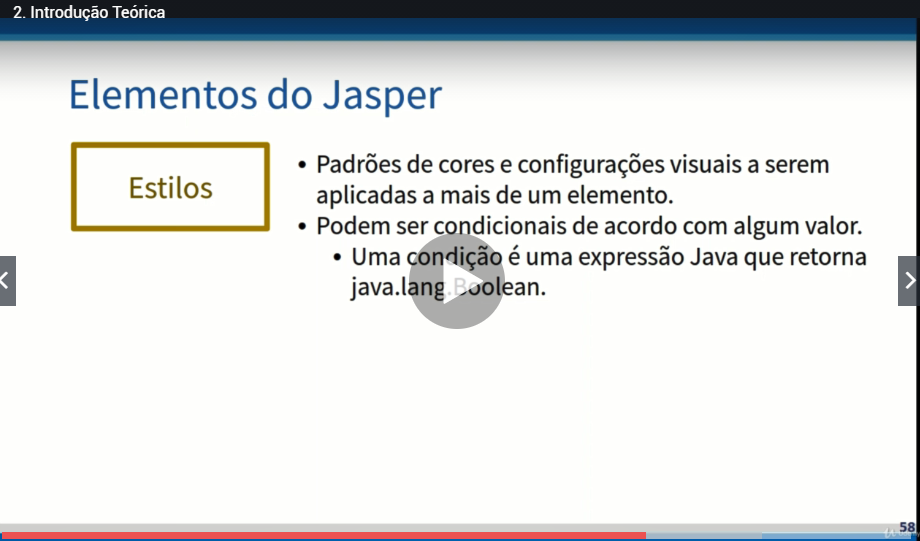 2. Introdução Teórica
Elementos do Jasper
Estilos
• Padrões de cores e configurações visuais a serem
aplicadas a mais de um elemento.
• Podem ser condicionais de acordo com algum valor.
• Uma condição é uma expressão Java que retorna
java.lang.Boolean.
58